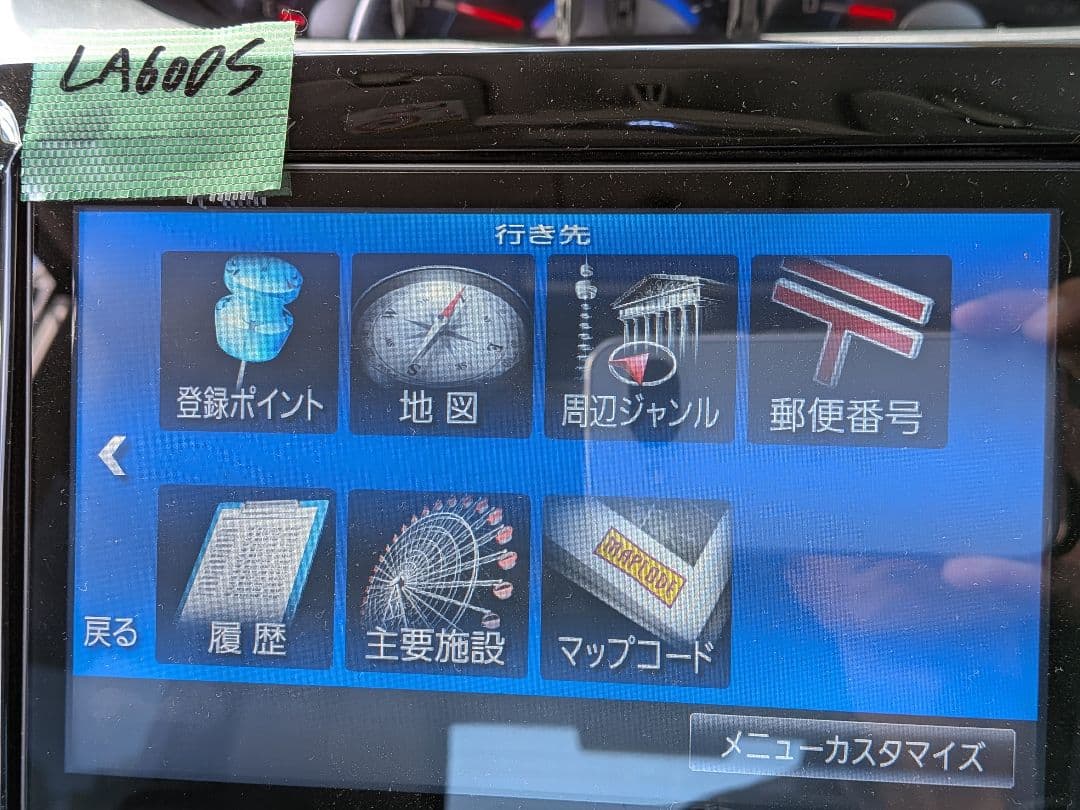 LA600S
行き先
登録ポイント
地図
周辺ジャンル
郵便番号
履歴
主要施設
MAPCODE
マップコード
戻る
メニューカスタマイズ